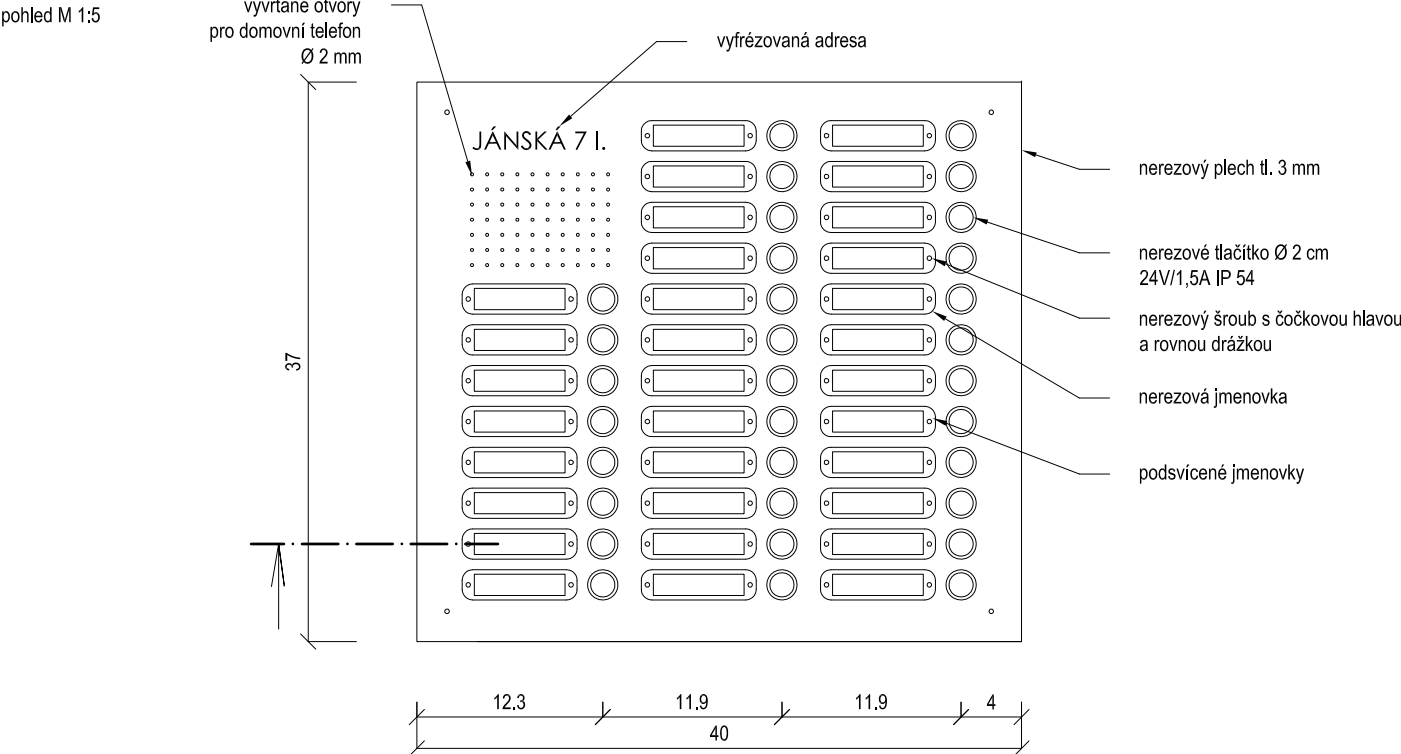 pohled M 1:5
vyvrtané otvory
pro domovní telefon
Ø 2 mm
vyfrézovaná adresa
JÁNSKÁ 7 I.
nerezový plech tl. 3 mm
nerezové tlačítko Ø 2 cm
24V/1,5A IP 54
nerezový šroub s čočkovou hlavou
a rovnou drážkou
nerezová jmenovka
podsvícené jmenovky
37
12.3
11.9
11.9
4
40